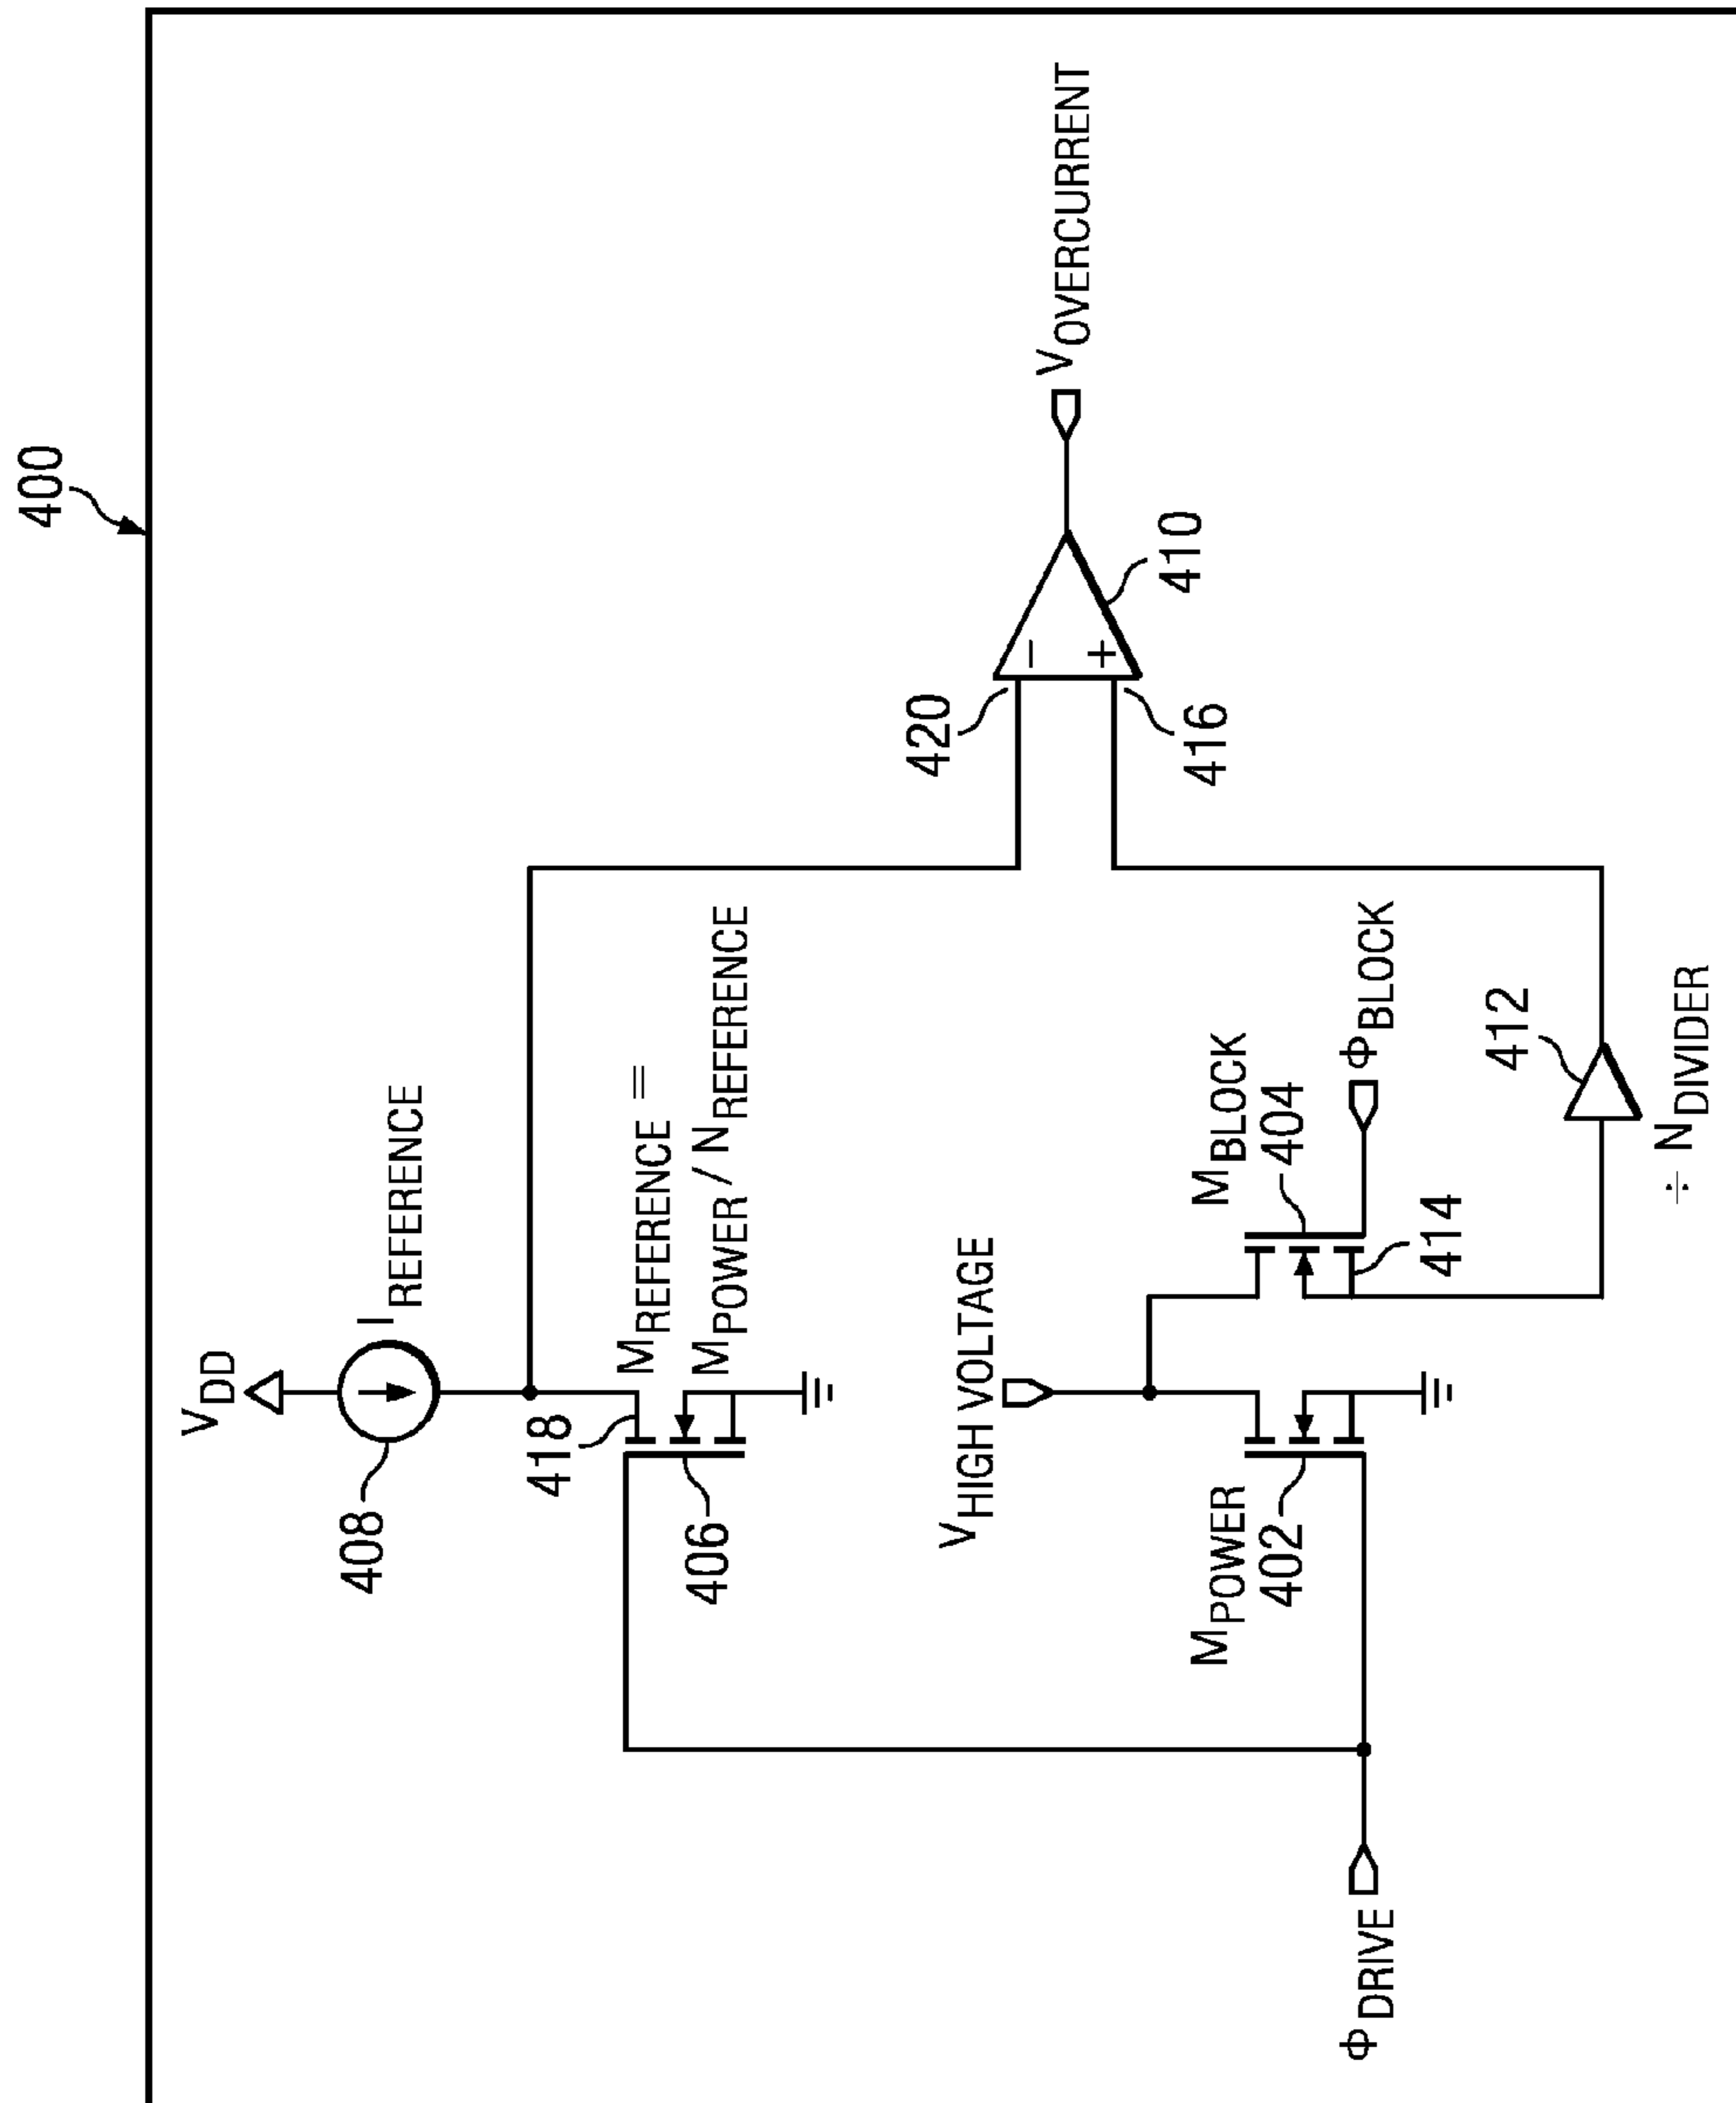 400
V_DD
I_REFERENCE
408
418
M_REFERENCE =
M_POWER / N_REFERENCE
406
420
−
+
416
410
V_OVERCURRENT
V_HIGH VOLTAGE
M_POWER
402
M_BLOCK
404
Φ_BLOCK
414
412
÷ N_DIVIDER
Φ_DRIVE